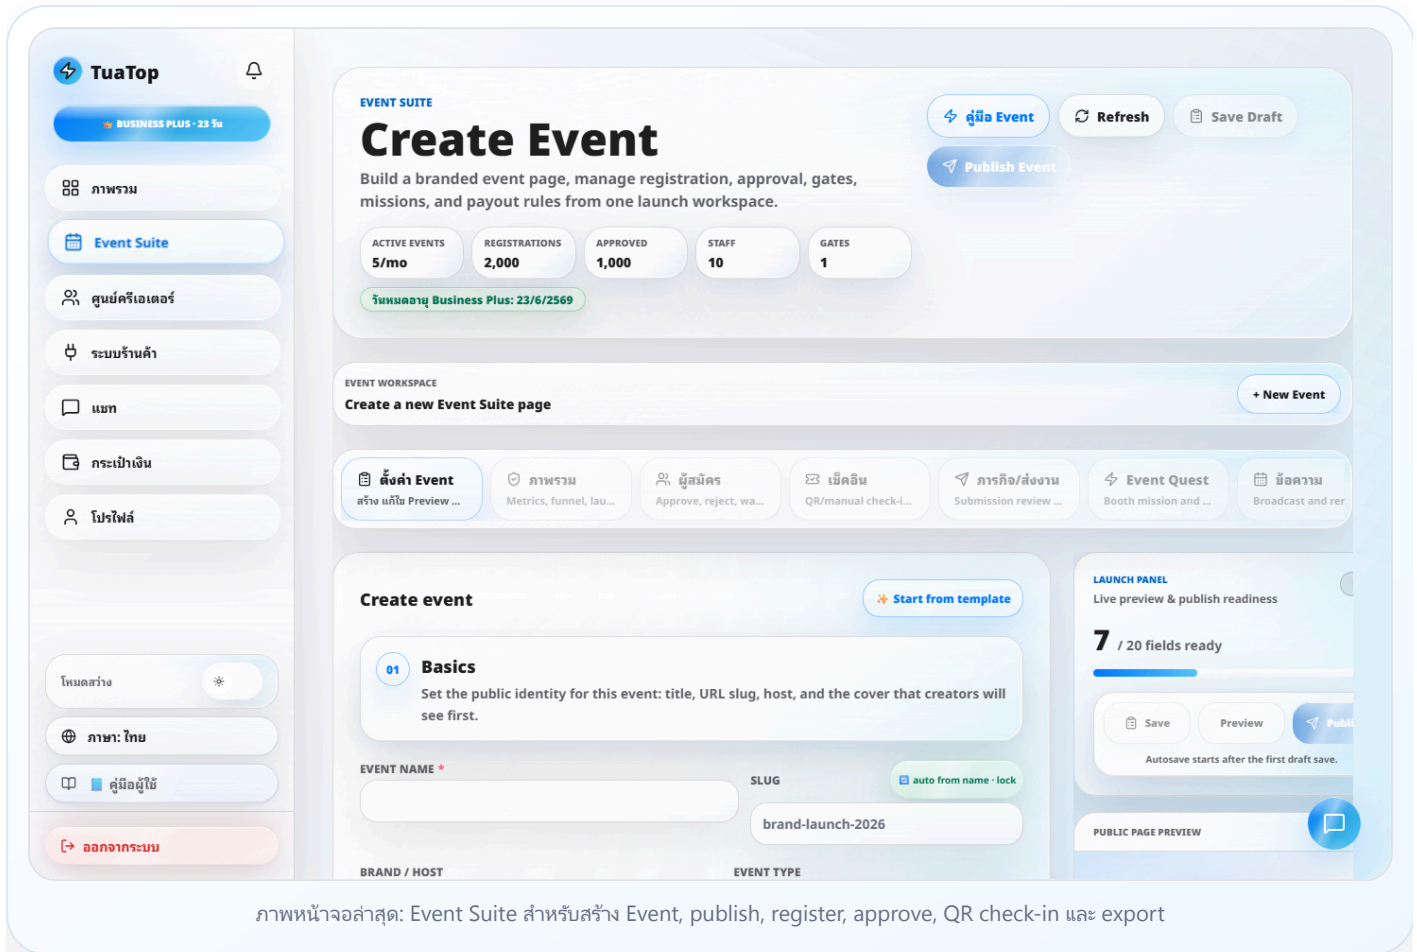 TuaTop
BUSINESS PLUS · 23 วัน
ภาพรวม
Event Suite
ศูนย์ครีเอเตอร์
ระบบร้านค้า
แชท
กระเป๋าเงิน
โปรไฟล์
โหมดสว่าง
ภาษา: ไทย
คู่มือผู้ใช้
ออกจากระบบ
EVENT SUITE
Create Event
Build a branded event page, manage registration, approval, gates,
missions, and payout rules from one launch workspace.
คู่มือ Event
Refresh
Save Draft
Publish Event
ACTIVE EVENTS
5/mo
REGISTRATIONS
2,000
APPROVED
1,000
STAFF
10
GATES
1
วันหมดอายุ Business Plus: 23/6/2569
EVENT WORKSPACE
Create a new Event Suite page
+ New Event
ตั้งค่า Event
สร้าง แก้ไข Preview ...
ภาพรวม
Metrics, funnel, lau...
ผู้สมัคร
Approve, reject, wa...
เช็คอิน
QR/manual check-i...
ภารกิจ/ส่งงาน
Submission review ...
Event Quest
Booth mission and ...
ข้อความ
Broadcast and rer
Create event
Start from template
01
Basics
Set the public identity for this event: title, URL slug, host, and the cover that creators will
see first.
EVENT NAME *
SLUG
auto from name · lock
brand-launch-2026
BRAND / HOST
EVENT TYPE
LAUNCH PANEL
Live preview & publish readiness
7 / 20 fields ready
Save
Preview
Publi
Autosave starts after the first draft save.
PUBLIC PAGE PREVIEW
ภาพหน้าจอล่าสุด: Event Suite สำหรับสร้าง Event, publish, register, approve, QR check-in และ export